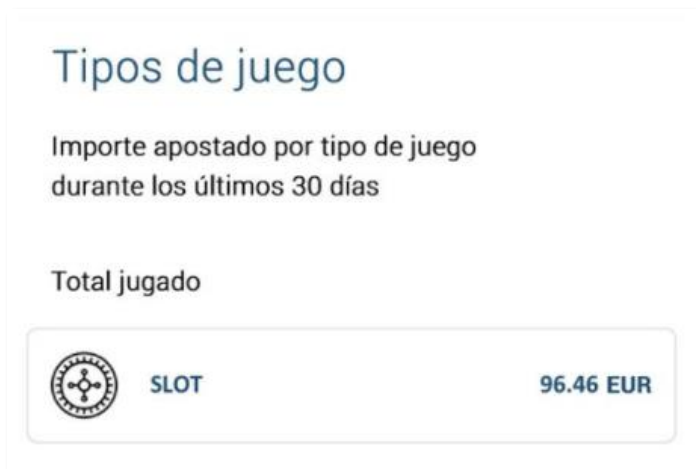 Tipos de juego
Importe apostado por tipo de juego
durante los últimos 30 días
Total jugado
SLOT 96.46 EUR